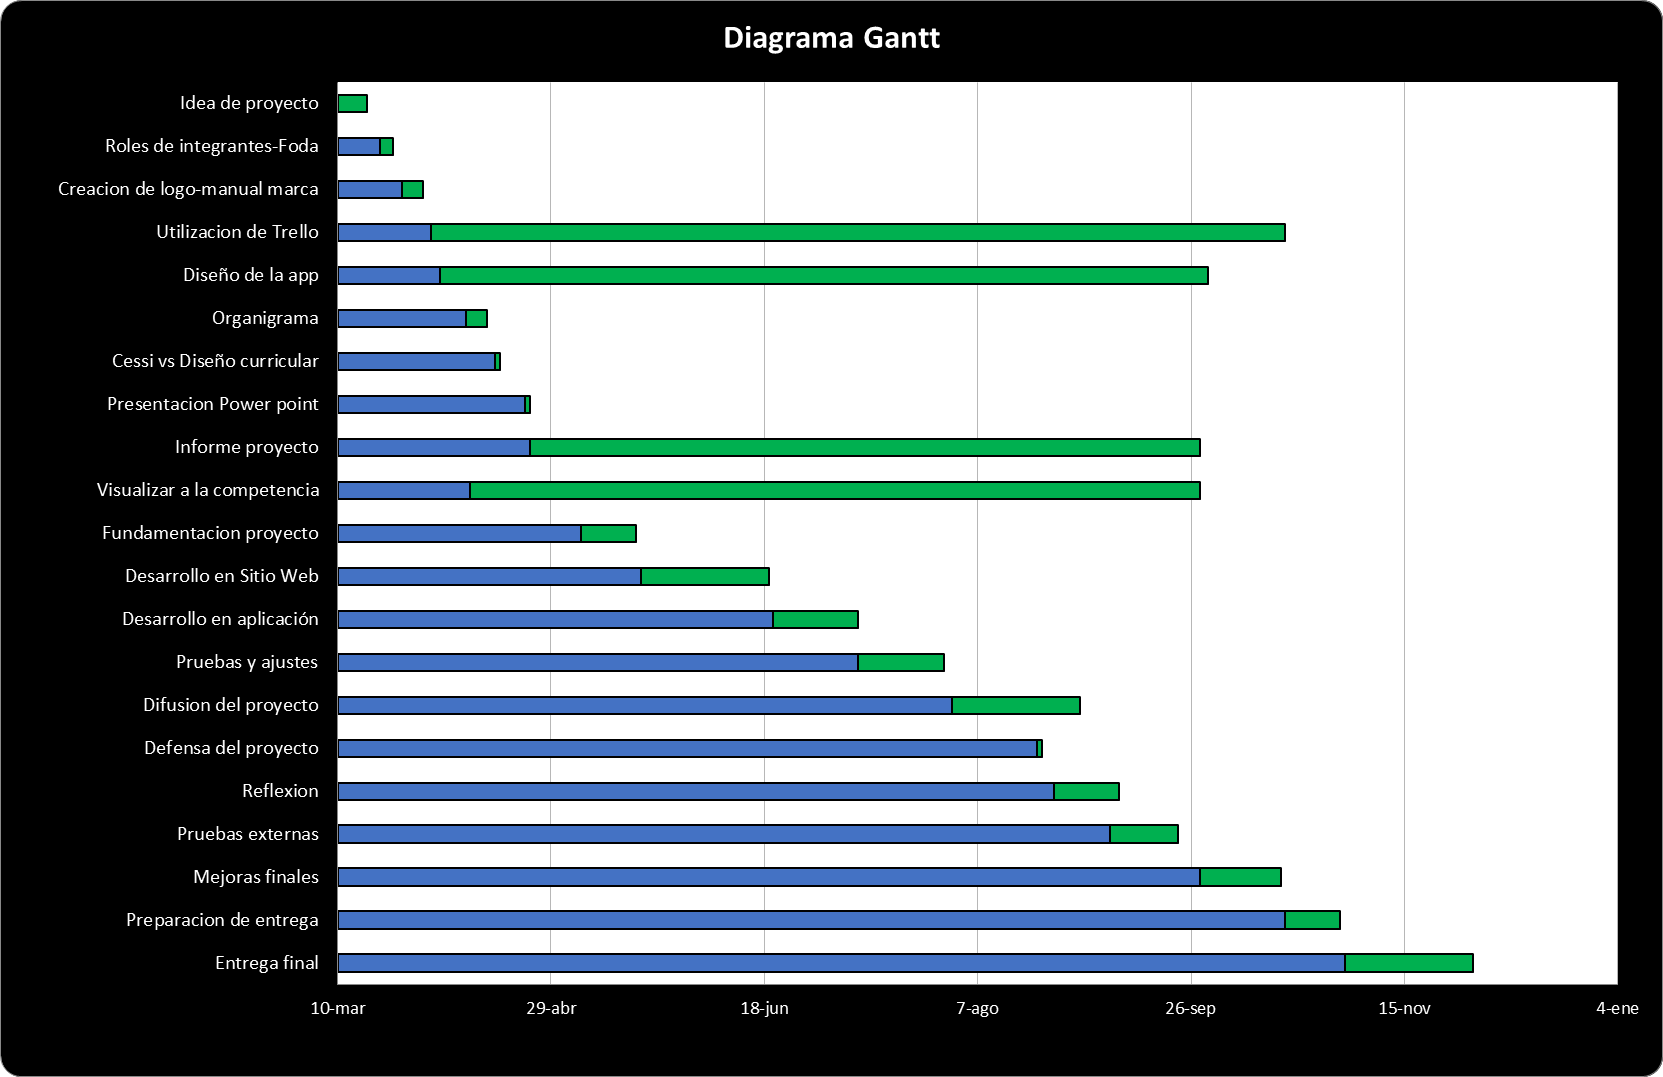 Diagrama Gantt
Idea de proyecto
Roles de integrantes-Foda
Creacion de logo-manual marca
Utilizacion de Trello
Diseño de la app
Organigrama
Cessi vs Diseño curricular
Presentacion Power point
Informe proyecto
Visualizar a la competencia
Fundamentacion proyecto
Desarrollo en Sitio Web
Desarrollo en aplicación
Pruebas y ajustes
Difusion del proyecto
Defensa del proyecto
Reflexion
Pruebas externas
Mejoras finales
Preparacion de entrega
Entrega final
10-mar 29-abr 18-jun 7-ago 26-sep 15-nov 4-ene